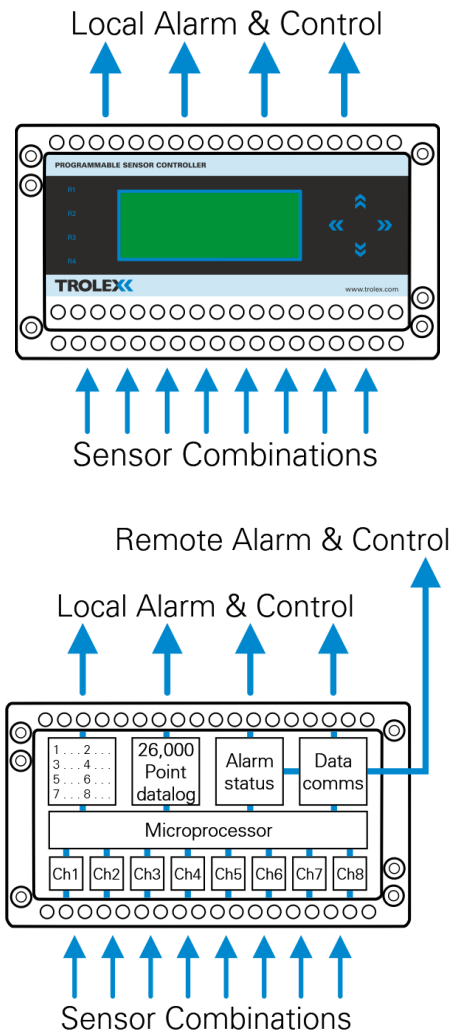 Local Alarm & Control
PROGRAMMABLE SENSOR CONTROLLER
R1
R2
R3
R4
TROLEX
www.trolex.com
Sensor Combinations
Remote Alarm & Control
Local Alarm & Control
1 . . . 2 . . .
3 . . . 4 . . .
5 . . . 6 . . .
7 . . . 8 . . .
26,000
Point
datalog
Alarm
status
Data
comms
Microprocessor
Ch1 Ch2 Ch3 Ch4 Ch5 Ch6 Ch7 Ch8
Sensor Combinations